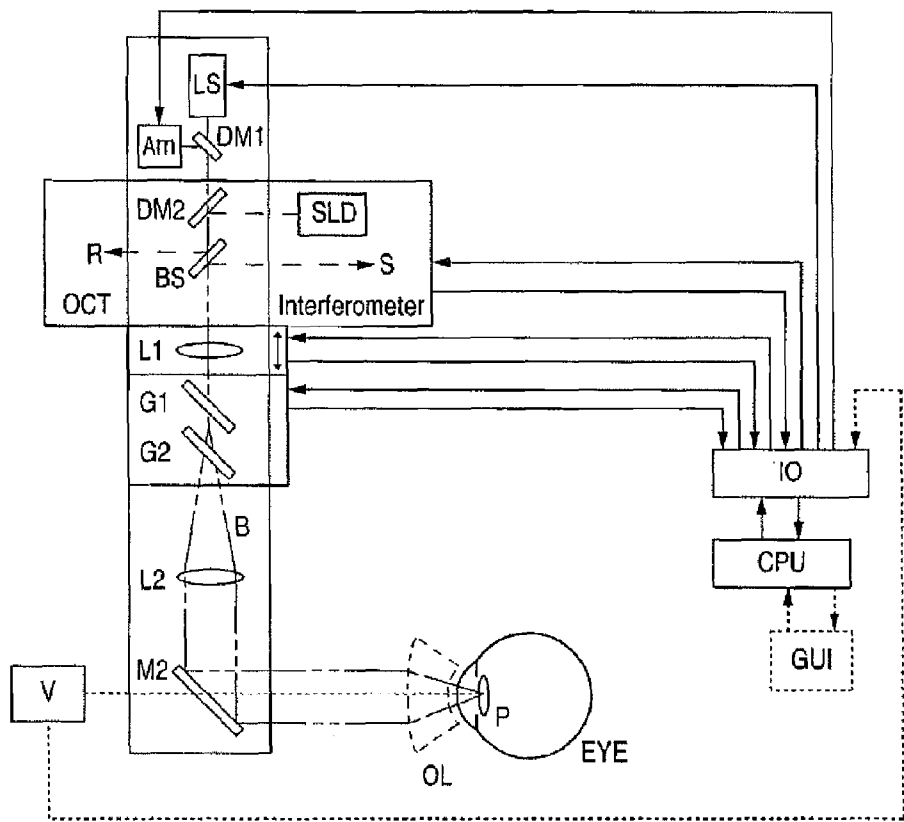 LS
Am
DM1
DM2
SLD
R
BS
S
OCT
Interferometer
L1
G1
G2
IO
B
CPU
L2
GUI
M2
V
P
EYE
OL